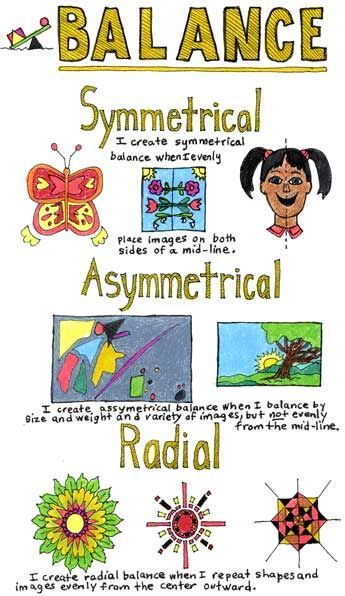 BALANCE
Symmetrical
I create symmetrical
balance when I evenly
place images on both
sides of a mid-line.
Asymmetrical
I create assymetrical balance when I balance by
size and weight and variety of images, but not evenly
from the mid-line.
Radial
I create radial balance when I repeat shapes and
images evenly from the center outward.